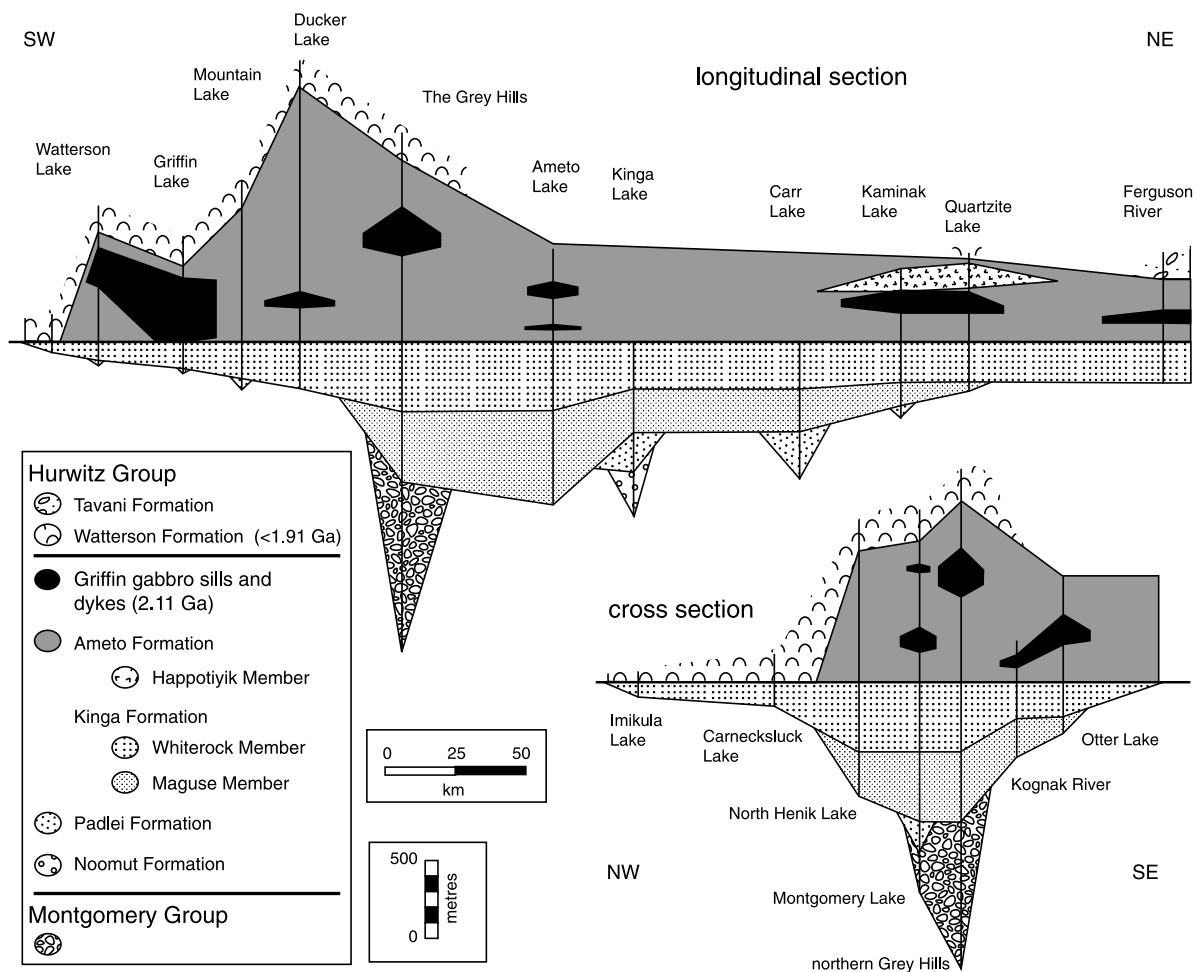 SW
Ducker
Lake
NE
Mountain
Lake
longitudinal section
The Grey Hills
Watterson
Lake
Griffin
Lake
Ameto
Lake
Kinga
Lake
Carr
Lake
Kaminak
Lake
Quartzite
Lake
Ferguson
River
Hurwitz Group
Tavani Formation
Watterson Formation (<1.91 Ga)
Griffin gabbro sills and
dykes (2.11 Ga)
Ameto Formation
Happotiyik Member
Kinga Formation
Whiterock Member
Maguse Member
Padlei Formation
Noomut Formation
Montgomery Group
0 25 50
km
500
0
metres
cross section
Imikula
Lake
Carnecksluck
Lake
Otter Lake
North Henik Lake
Kognak River
NW
SE
Montgomery Lake
northern Grey Hills